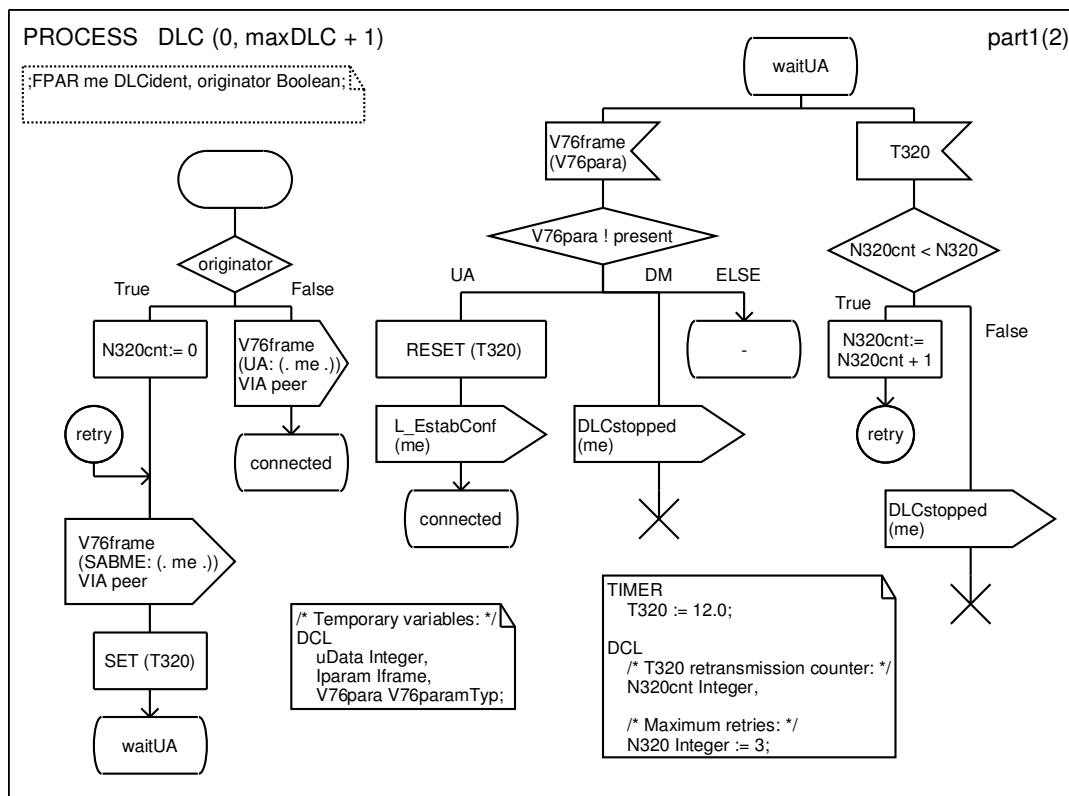 PROCESS DLC (0, maxDLC + 1)
part1(2)
;FPAR me DLCident, originator Boolean;
originator
True
False
N320cnt:= 0
V76frame
(UA: (. me .))
VIA peer
retry
connected
V76frame
(SABME: (. me .))
VIA peer
SET (T320)
waitUA
waitUA
V76frame
(V76para)
T320
V76para ! present
N320cnt < N320
UA
DM
ELSE
True
False
RESET (T320)
-
N320cnt:=
N320cnt + 1
L_EstabConf
(me)
DLCstopped
(me)
retry
connected
DLCstopped
(me)
/* Temporary variables: */
DCL
uData Integer,
Iparam Iframe,
V76para V76paramTyp;
TIMER
T320 := 12.0;
DCL
/* T320 retransmission counter: */
N320cnt Integer,
/* Maximum retries: */
N320 Integer := 3;